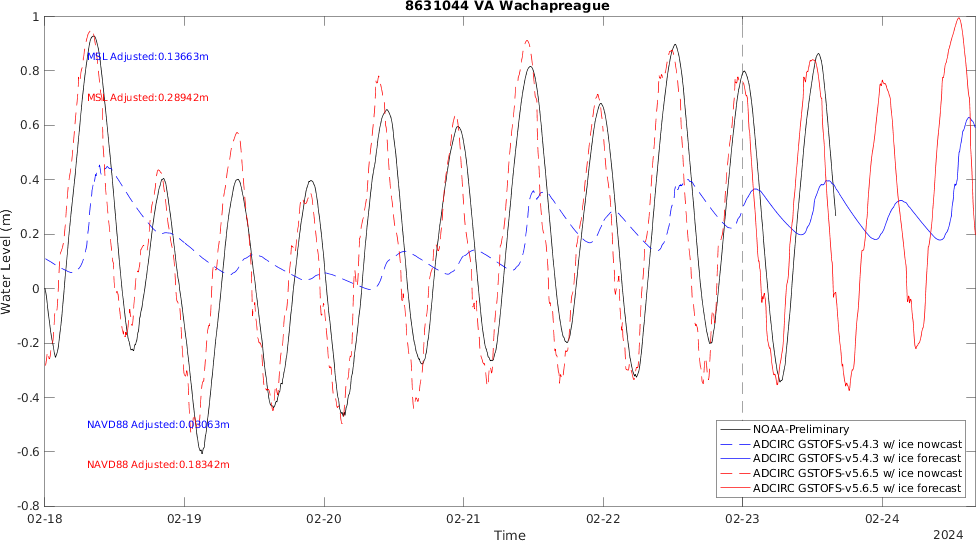 8631044 VA Wachapreague
1
0.8
0.6
0.4
0.2
0
-0.2
-0.4
-0.6
-0.8
Water Level (m)
MSL Adjusted:0.13663m
MSL Adjusted:0.28942m
NAVD88 Adjusted:0.03063m
NAVD88 Adjusted:0.18342m
NOAA-Preliminary
ADCIRC GSTOFS-v5.4.3 w/ ice nowcast
ADCIRC GSTOFS-v5.4.3 w/ ice forecast
ADCIRC GSTOFS-v5.6.5 w/ ice nowcast
ADCIRC GSTOFS-v5.6.5 w/ ice forecast
02-18 02-19 02-20 02-21 02-22 02-23 02-24
Time
2024